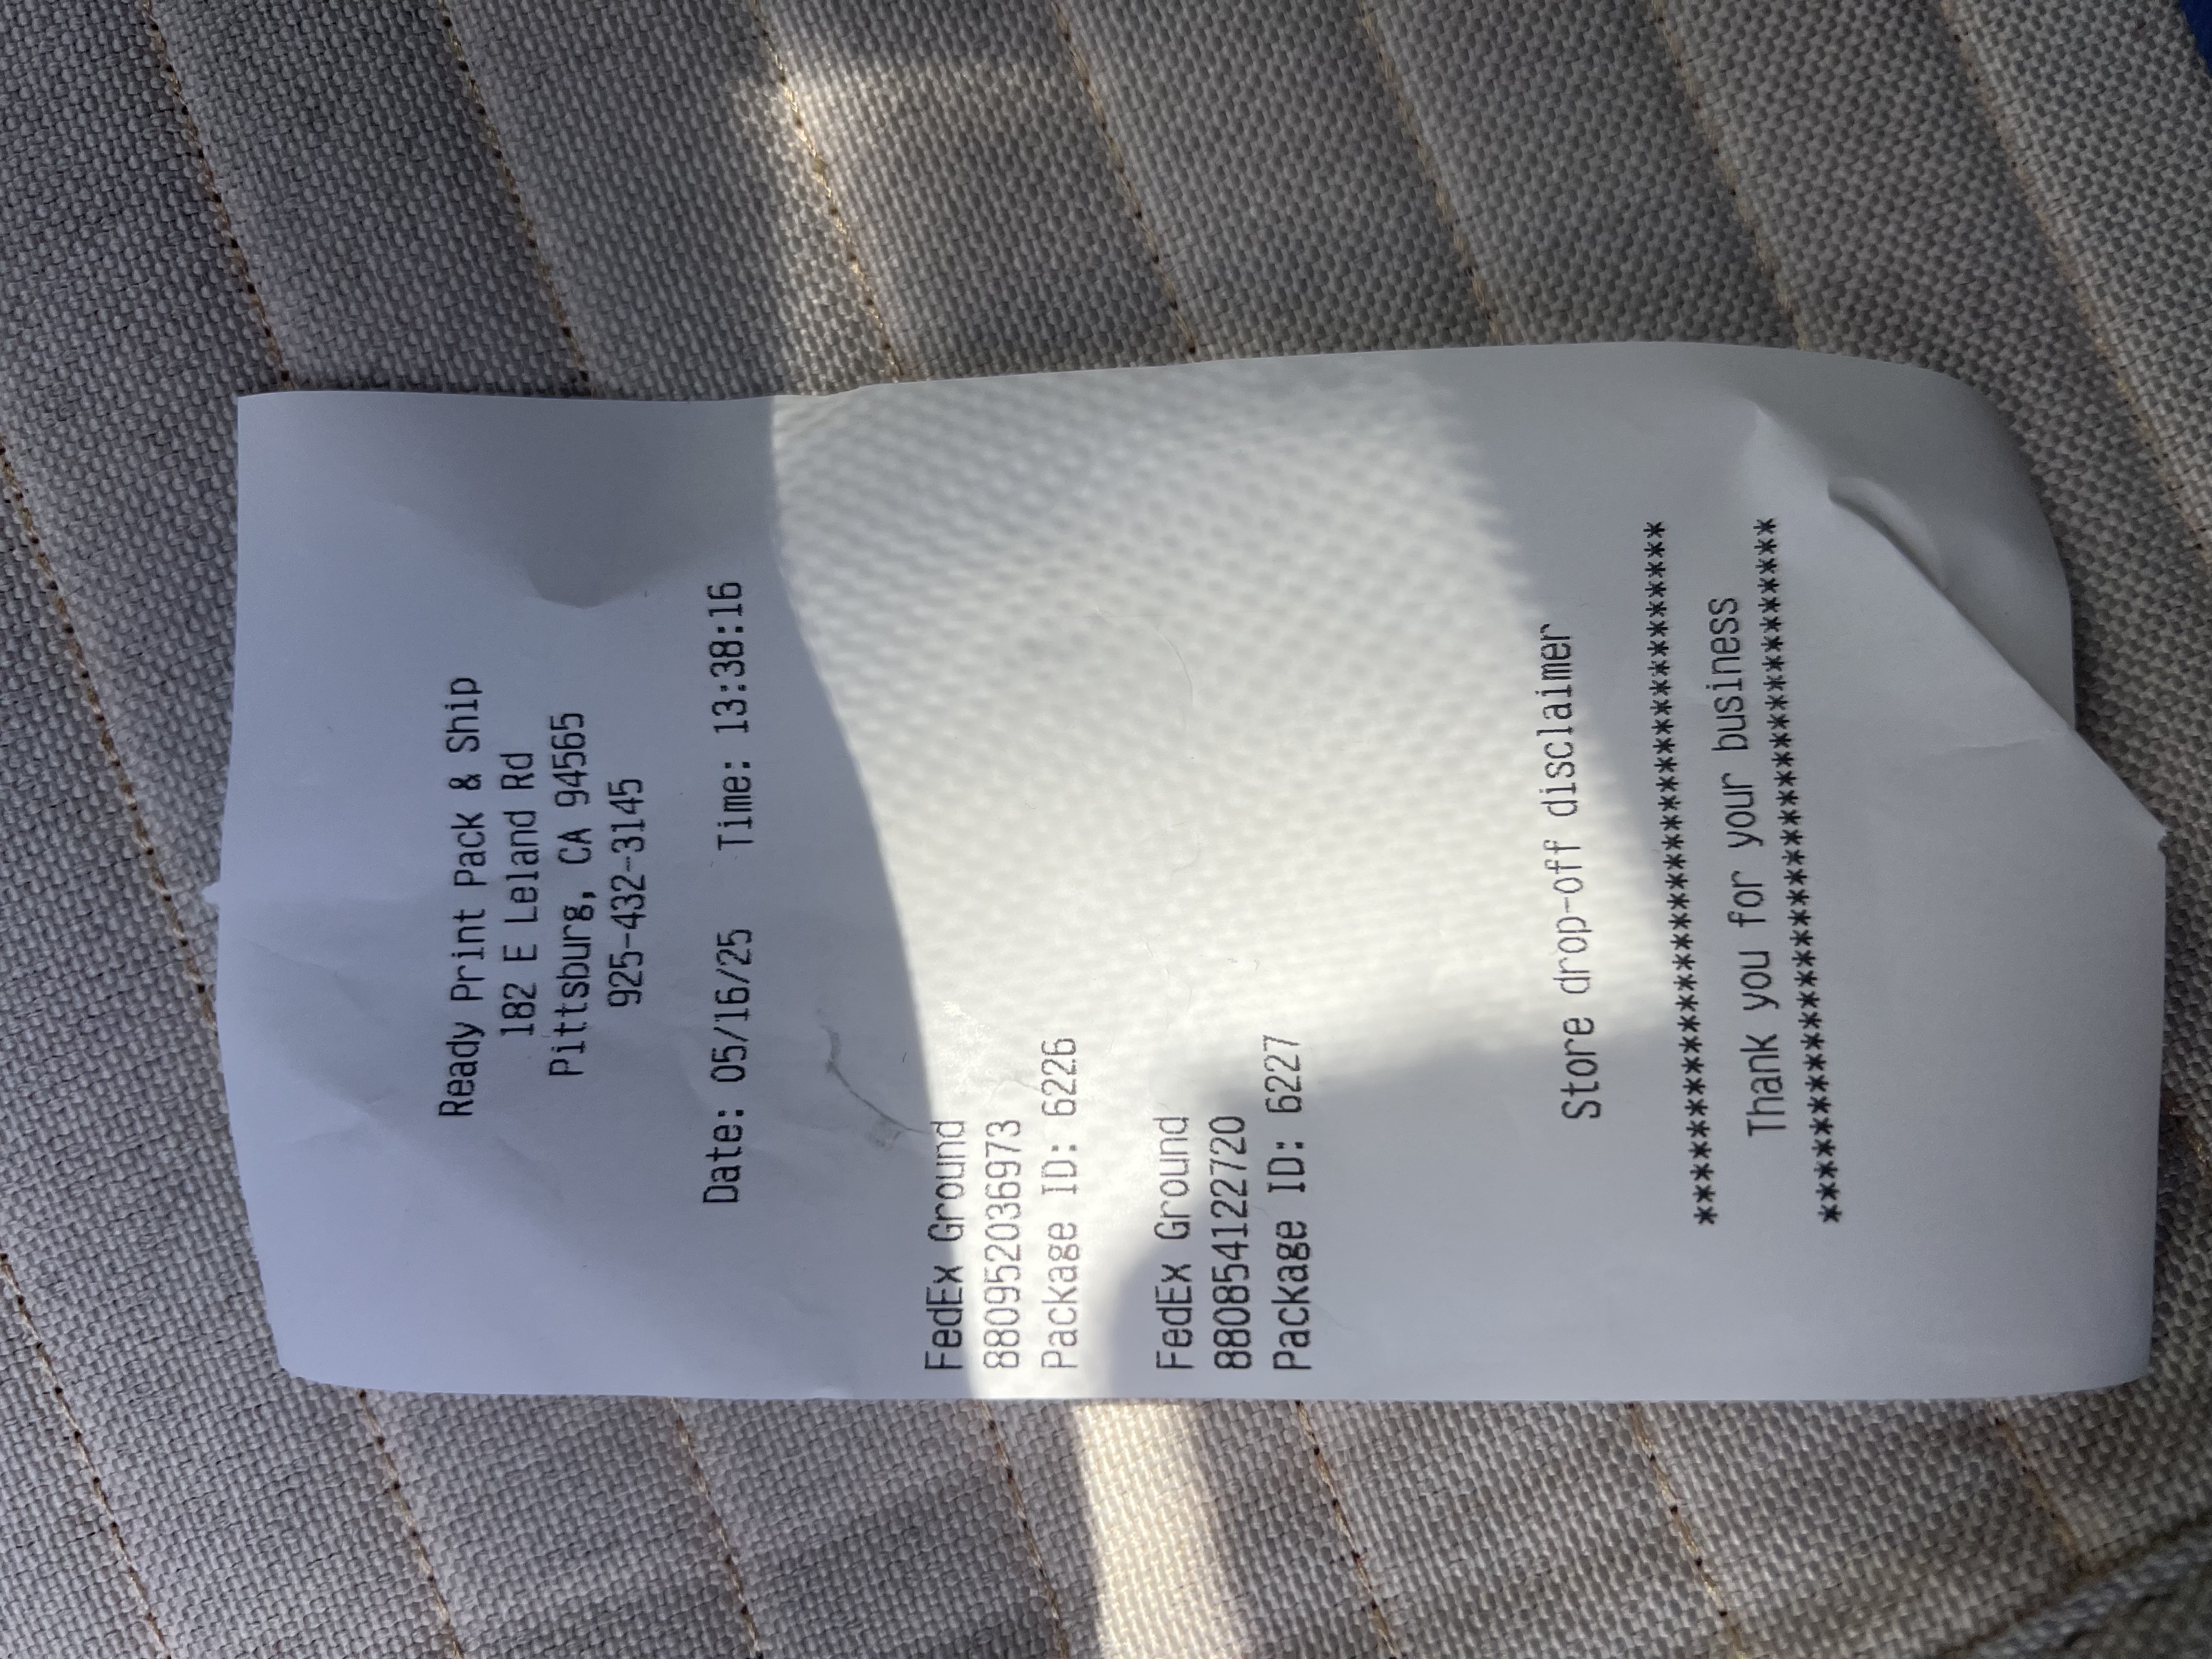 Ready Print Pack & Ship
182 E Leland Rd
Pittsburg, CA 94565
925-432-3145
Date: 05/16/25 Time: 13:38:16
FedEx Ground
880952036973
Package ID: 6226
FedEx Ground
880854122720
Package ID: 6227
Store drop-off disclaimer
****************************************
Thank you for your business
****************************************